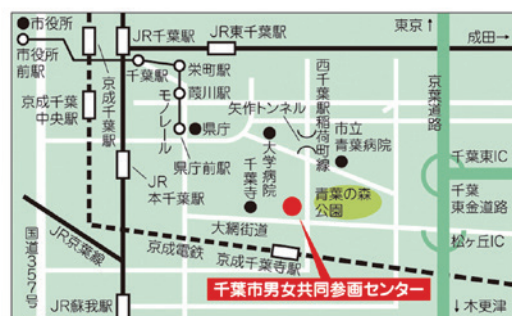 市役所
市役所
前駅
JR千葉駅
JR東千葉駅
東京↑
成田→
千葉駅
栄町駅
葭川駅
県庁
県庁前駅
モノレール
京成千葉駅
京成千葉
中央駅
JR
本千葉駅
西千葉駅稲荷町線
矢作トンネル
大学病院
千葉寺
市立
青葉病院
青葉の森
公園
京葉道路
千葉東IC
千葉
東金道路
松ヶ丘IC
大網街道
京成電鉄
京成千葉寺駅
国道357号
JR京葉線
JR蘇我駅
千葉市男女共同参画センター
↓木更津